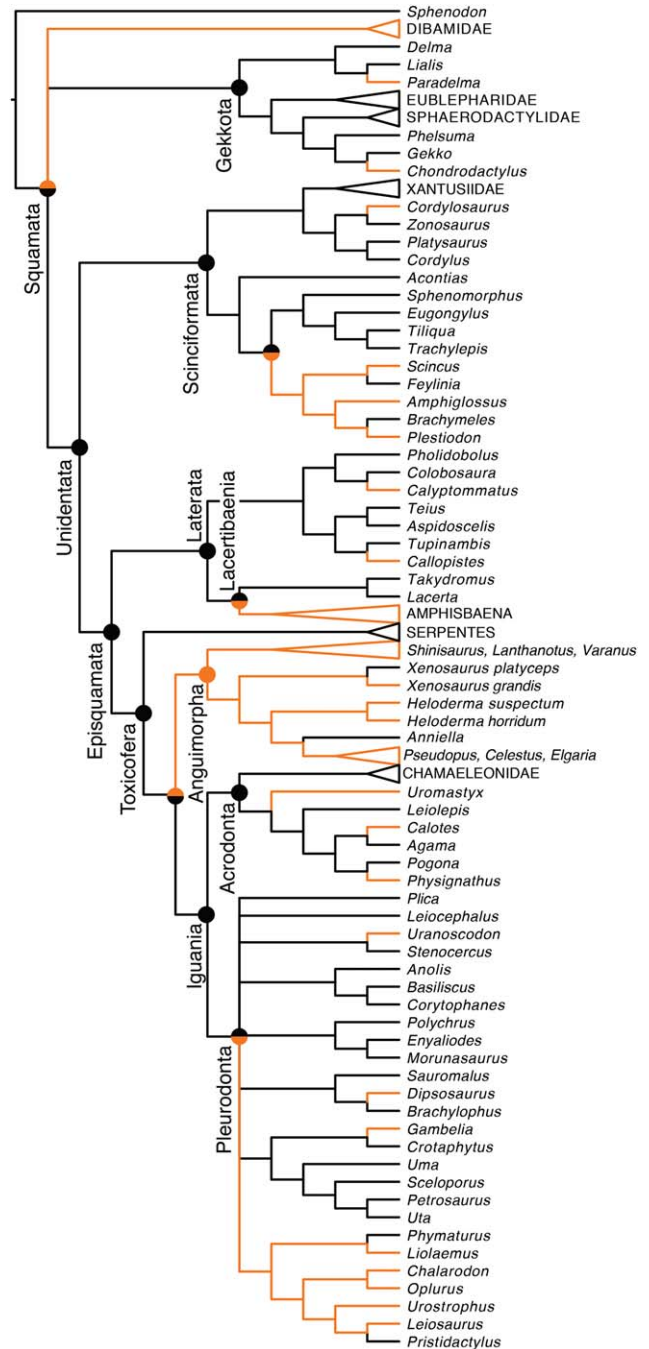 Sphenodon
DIBAMIDAE
Delma
Lialis
Paradelma
EUBLEPHARIDAE
SPHAERODACTYLIDAE
Phelsuma
Gekko
Chondrodactylus
XANTUSIIDAE
Cordylosaurus
Zonosaurus
Platysaurus
Cordylus
Acontias
Sphenomorphus
Eugongylus
Tiliqua
Trachylepis
Scincus
Feylinia
Amphiglossus
Brachymeles
Plestiodon
Pholidobolus
Colobosaura
Calyptommatus
Teius
Aspidoscelis
Tupinambis
Callopistes
Takydromus
Lacerta
AMPHISBAENA
SERPENTES
Shinisaurus, Lanthanotus, Varanus
Xenosaurus platyceps
Xenosaurus grandis
Heloderma suspectum
Heloderma horridum
Anniella
Pseudopus, Celestus, Elgaria
CHAMAELEONIDAE
Uromastyx
Leiolepis
Calotes
Agama
Pogona
Physignathus
Plica
Leiocephalus
Uranoscodon
Stenocercus
Anolis
Basiliscus
Corytophanes
Polychrus
Enyaliodes
Morunasaurus
Sauromalus
Dipsosaurus
Brachylophus
Gambelia
Crotaphytus
Uma
Sceloporus
Petrosaurus
Uta
Phymaturus
Liolaemus
Chalarodon
Oplurus
Urostrophus
Leiosaurus
Pristidactylus
Squamata
Gekkota
Unidentata
Scinciformata
Episquamata
Laterata
Lacertibaenia
Toxicofera
Anguimorpha
Iguania
Acrodonta
Pleurodonta